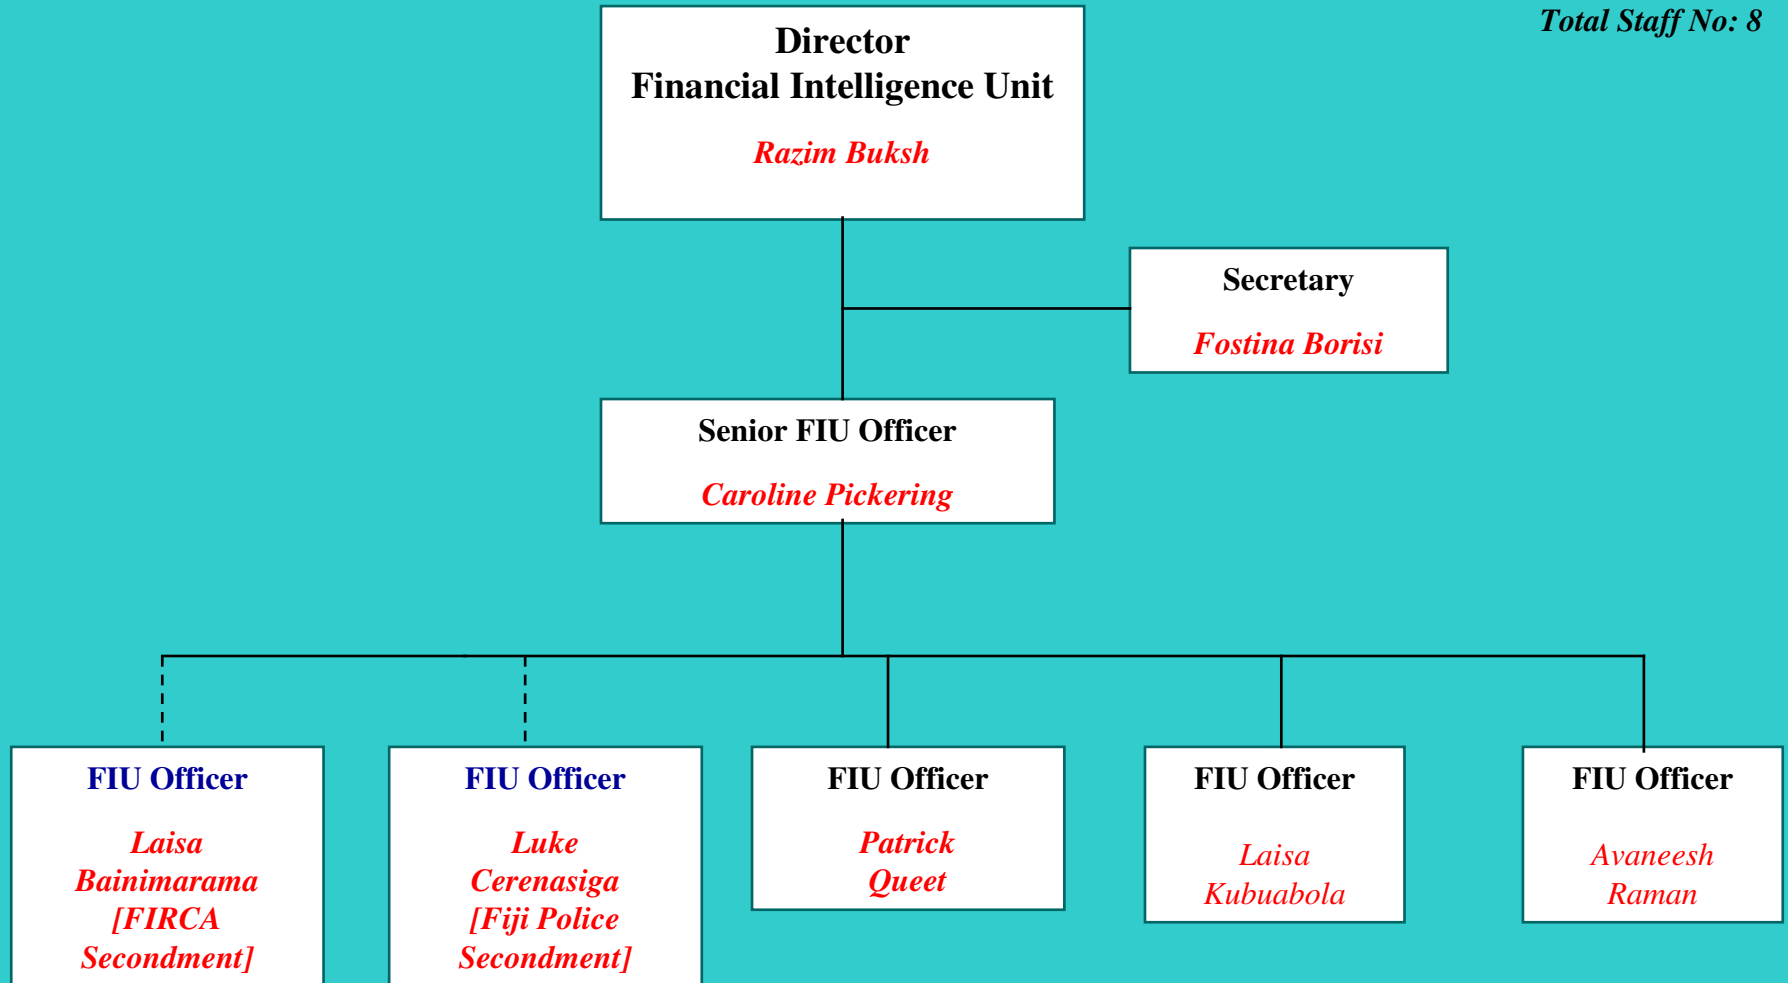 Total Staff No: 8
Director
Financial Intelligence Unit
Razim Buksh
Secretary
Fostina Borisi
Senior FIU Officer
Caroline Pickering
FIU Officer
Laisa
Bainimarama
[FIRCA
Secondment]
FIU Officer
Luke
Cerenasiga
[Fiji Police
Secondment]
FIU Officer
Patrick
Queet
FIU Officer
Laisa
Kubuabola
FIU Officer
Avaneesh
Raman